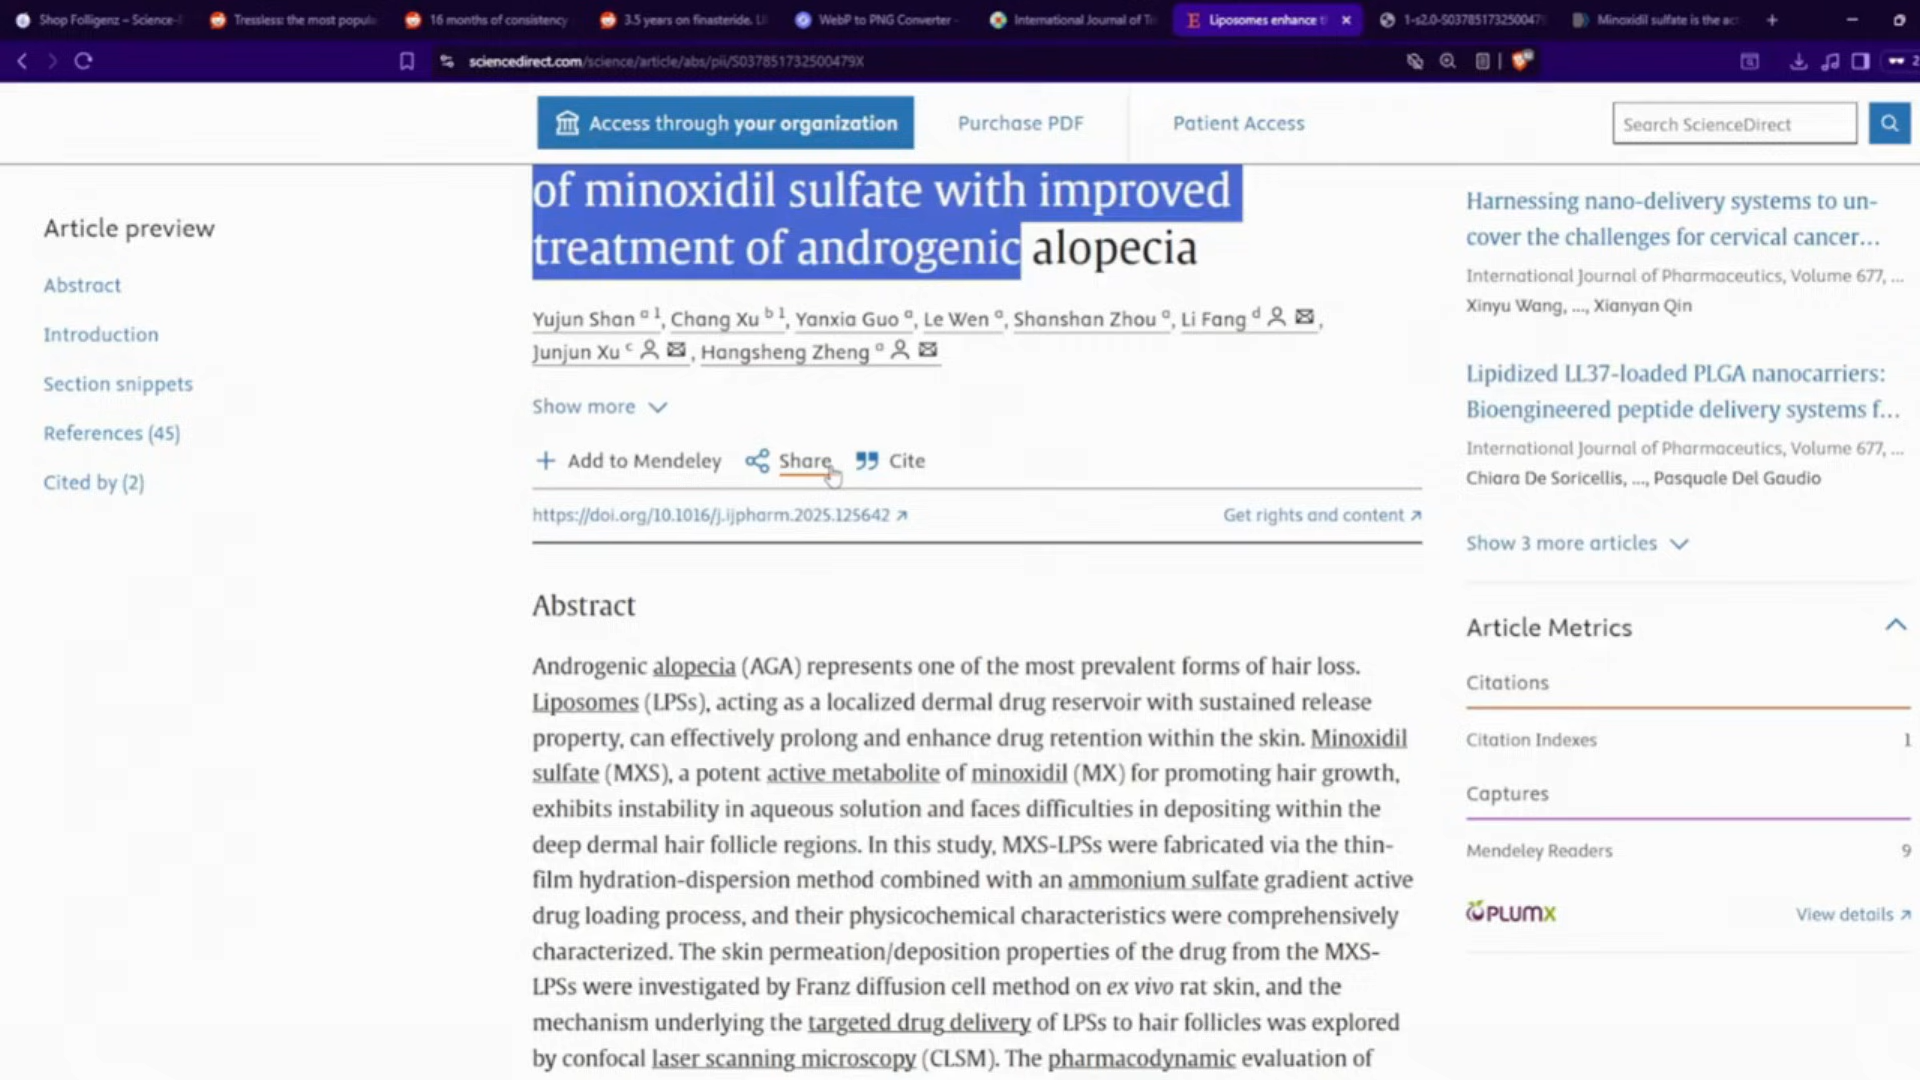 Shop Folligenz – Science-
Tressless: the most popula
16 months of consistency
3.5 years on finasteride.
WebP to PNG Converter -
International Journal of
Liposomes enhance
1-s2.0-S03785173250047
Minoxidil sulfate is the
sciencedirect.com/science/article/abs/pii/S037851732500479X
Access through your organization
Purchase PDF
Patient Access
Search ScienceDirect
Article preview
Abstract
Introduction
Section snippets
References (45)
Cited by (2)
of minoxidil sulfate with improved
treatment of androgenic alopecia
Yujun Shan a 1, Chang Xu b 1, Yanxia Guo a, Le Wen a, Shanshan Zhou a, Li Fang d,
Junjun Xu c, Hangsheng Zheng a
Show more
+ Add to Mendeley Share Cite
https://doi.org/10.1016/j.ijpharm.2025.125642 ↗
Get rights and content ↗
Abstract
Androgenic alopecia (AGA) represents one of the most prevalent forms of hair loss.
Liposomes (LPSs), acting as a localized dermal drug reservoir with sustained release
property, can effectively prolong and enhance drug retention within the skin. Minoxidil
sulfate (MXS), a potent active metabolite of minoxidil (MX) for promoting hair growth,
exhibits instability in aqueous solution and faces difficulties in depositing within the
deep dermal hair follicle regions. In this study, MXS-LPSs were fabricated via the thin-
film hydration-dispersion method combined with an ammonium sulfate gradient active
drug loading process, and their physicochemical characteristics were comprehensively
characterized. The skin permeation/deposition properties of the drug from the MXS-
LPSs were investigated by Franz diffusion cell method on ex vivo rat skin, and the
mechanism underlying the targeted drug delivery of LPSs to hair follicles was explored
by confocal laser scanning microscopy (CLSM). The pharmacodynamic evaluation of
Harnessing nano-delivery systems to un-
cover the challenges for cervical cancer…
International Journal of Pharmaceutics, Volume 677, …
Xinyu Wang, …, Xianyan Qin
Lipidized LL37-loaded PLGA nanocarriers:
Bioengineered peptide delivery systems f…
International Journal of Pharmaceutics, Volume 677, …
Chiara De Soricellis, …, Pasquale Del Gaudio
Show 3 more articles
Article Metrics
Citations
Citation Indexes 1
Captures
Mendeley Readers 9
PLUMX
View details ↗